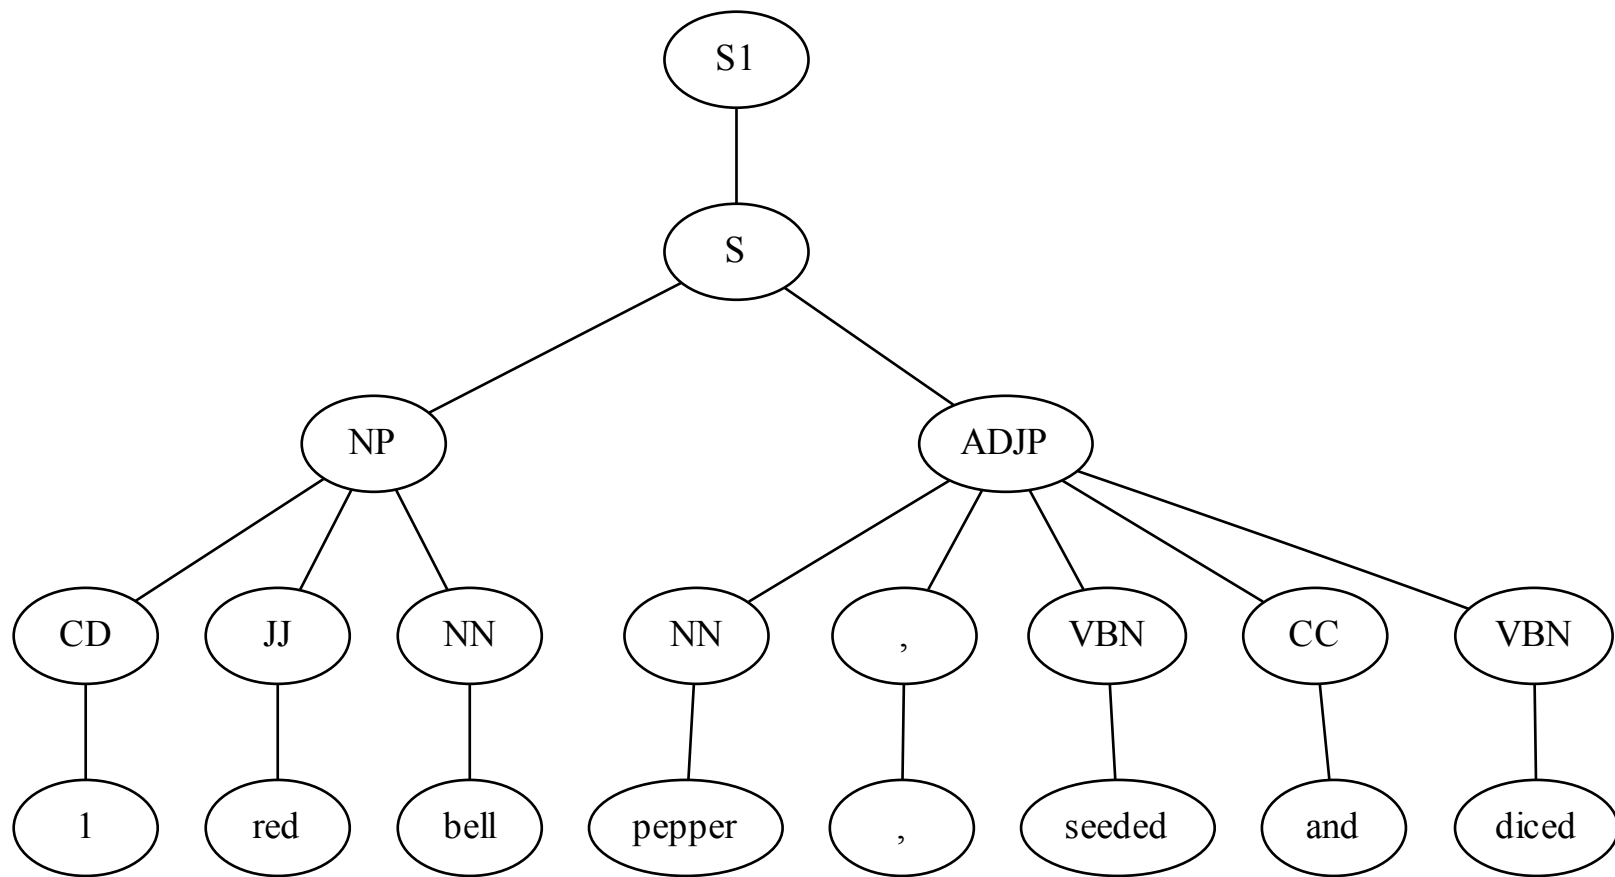 S1
S
NP ADJP
CD JJ NN NN , VBN CC VBN
1 red bell pepper , seeded and diced